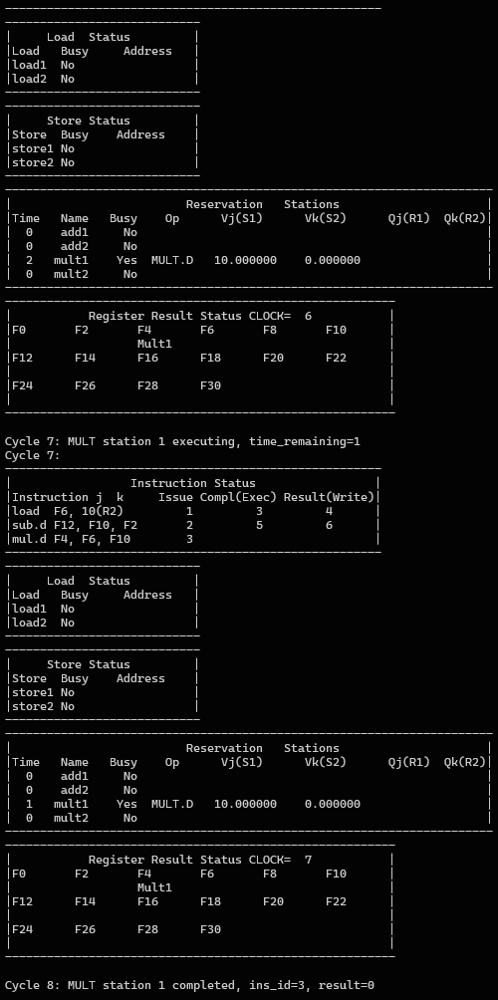 |     Load  Status         |
|Load   Busy     Address   |
|load1  No                 |
|load2  No                 |
|     Store Status         |
|Store  Busy    Address    |
|store1 No                 |
|store2 No                 |
|                         Reservation   Stations                     |
|Time   Name   Busy    Op      Vj(S1)      Vk(S2)      Qj(R1)  Qk(R2)|
|  0    add1     No                                                  |
|  0    add2     No                                                  |
|  2   mult1    Yes  MULT.D   10.000000    0.000000                  |
|  0   mult2    No                                                   |
|           Register Result Status CLOCK=  6           |
|F0       F2       F4       F6       F8       F10      |
|                  Mult1                               |
|F12      F14      F16      F18      F20      F22      |
|                                                      |
|F24      F26      F28      F30                        |
|                                                      |
Cycle 7: MULT station 1 executing, time_remaining=1
Cycle 7:
|                 Instruction Status                 |
|Instruction j  k     Issue Compl(Exec) Result(Write)|
|load  F6, 10(R2)         1         3         4      |
|sub.d F12, F10, F2       2         5         6      |
|mul.d F4, F6, F10        3                          |
|     Load  Status         |
|Load   Busy     Address   |
|load1  No                 |
|load2  No                 |
|     Store Status         |
|Store  Busy    Address    |
|store1 No                 |
|store2 No                 |
|                         Reservation   Stations                     |
|Time   Name   Busy    Op      Vj(S1)      Vk(S2)      Qj(R1)  Qk(R2)|
|  0    add1     No                                                  |
|  0    add2     No                                                  |
|  1   mult1    Yes  MULT.D   10.000000    0.000000                  |
|  0   mult2    No                                                   |
|           Register Result Status CLOCK=  7           |
|F0       F2       F4       F6       F8       F10      |
|                  Mult1                               |
|F12      F14      F16      F18      F20      F22      |
|                                                      |
|F24      F26      F28      F30                        |
|                                                      |
Cycle 8: MULT station 1 completed, ins_id=3, result=0